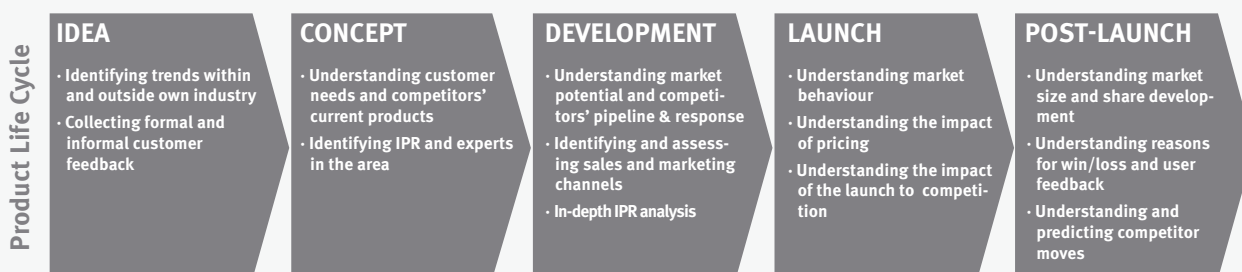 Product Life Cycle
IDEA
· Identifying trends within
and outside own industry
· Collecting formal and
informal customer
feedback
CONCEPT
· Understanding customer
needs and competitors’
current products
· Identifying IPR and experts
in the area
DEVELOPMENT
· Understanding market
potential and competi-
tors’ pipeline & response
· Identifying and assess-
ing sales and marketing
channels
· In-depth IPR analysis
LAUNCH
· Understanding market
behaviour
· Understanding the impact
of pricing
· Understanding the impact
of the launch to competi-
tion
POST-LAUNCH
· Understanding market
size and share develop-
ment
· Understanding reasons
for win/loss and user
feedback
· Understanding and
predicting competitor
moves